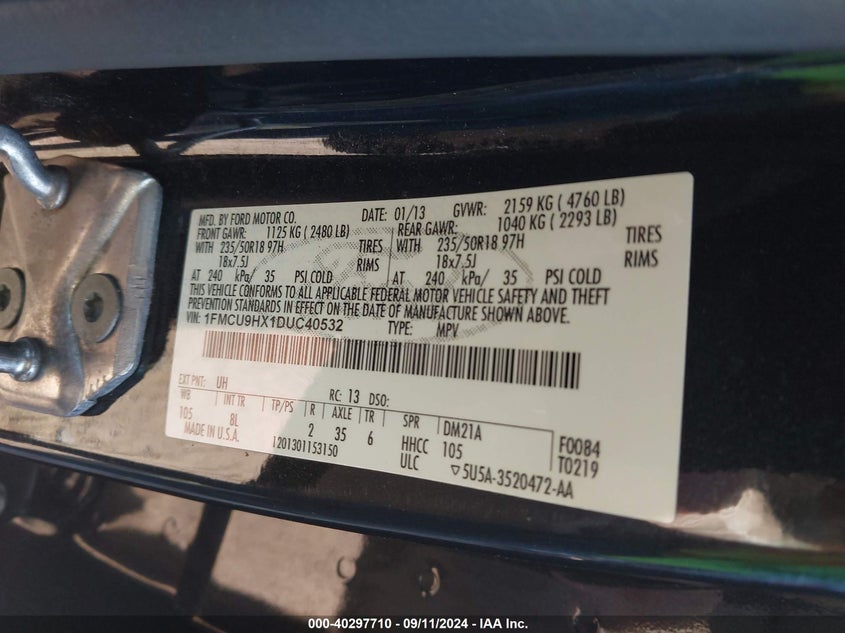 MFD. BY FORD MOTOR CO. DATE: 01/13 GVWR: 2159 KG ( 4760 LB)
FRONT GAWR: 1125 KG ( 2480 LB) REAR GAWR: 1040 KG ( 2293 LB)
WITH 235/50R18 97H TIRES WITH 235/50R18 97H TIRES
18x7.5J RIMS 18x7.5J RIMS
AT 240 kPa/ 35 PSI COLD AT 240 kPa/ 35 PSI COLD
THIS VEHICLE CONFORMS TO ALL APPLICABLE FEDERAL MOTOR VEHICLE SAFETY AND THEFT
PREVENTION STANDARDS IN EFFECT ON THE DATE OF MANUFACTURE SHOWN ABOVE.
VIN: 1FMCU9HX1DUC40532 TYPE: MPV
EXT PNT: UH RC: 13 DSO:
WB INT TR TP/PS R AXLE TR SPR DM21A F0084
105 8L 2 35 6 HHCC 105 T0219
MADE IN U.S.A. 1201301153150 ULC ▽5U5A-3520472-AA
000-40297710 - 09/11/2024 - IAA Inc.